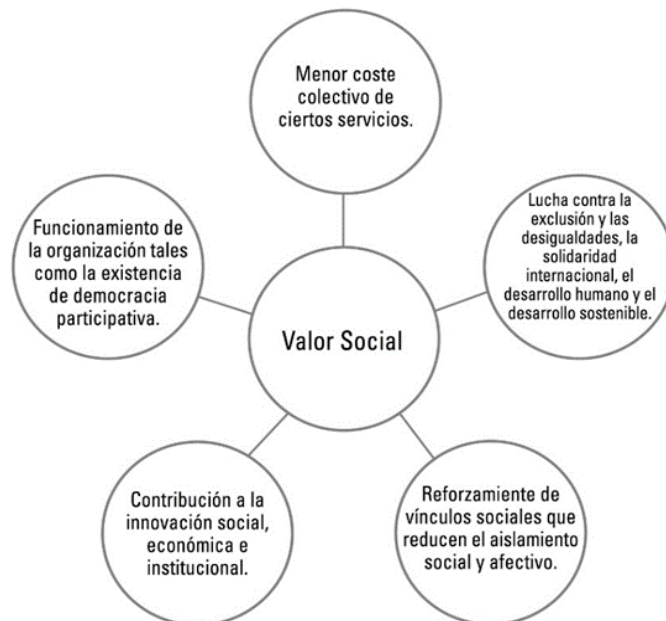 Menor coste
colectivo de
ciertos servicios.
Funcionamiento de
la organización tales
como la existencia
de democracia
participativa.
Lucha contra la
exclusión y las
desigualdades, la
solidaridad
internacional, el
desarrollo humano y el
desarrollo sostenible.
Valor Social
Contribución a la
innovación social,
económica e
institucional.
Reforzamiente de
vínculos sociales que
reducen el aislamiento
social y afectivo.